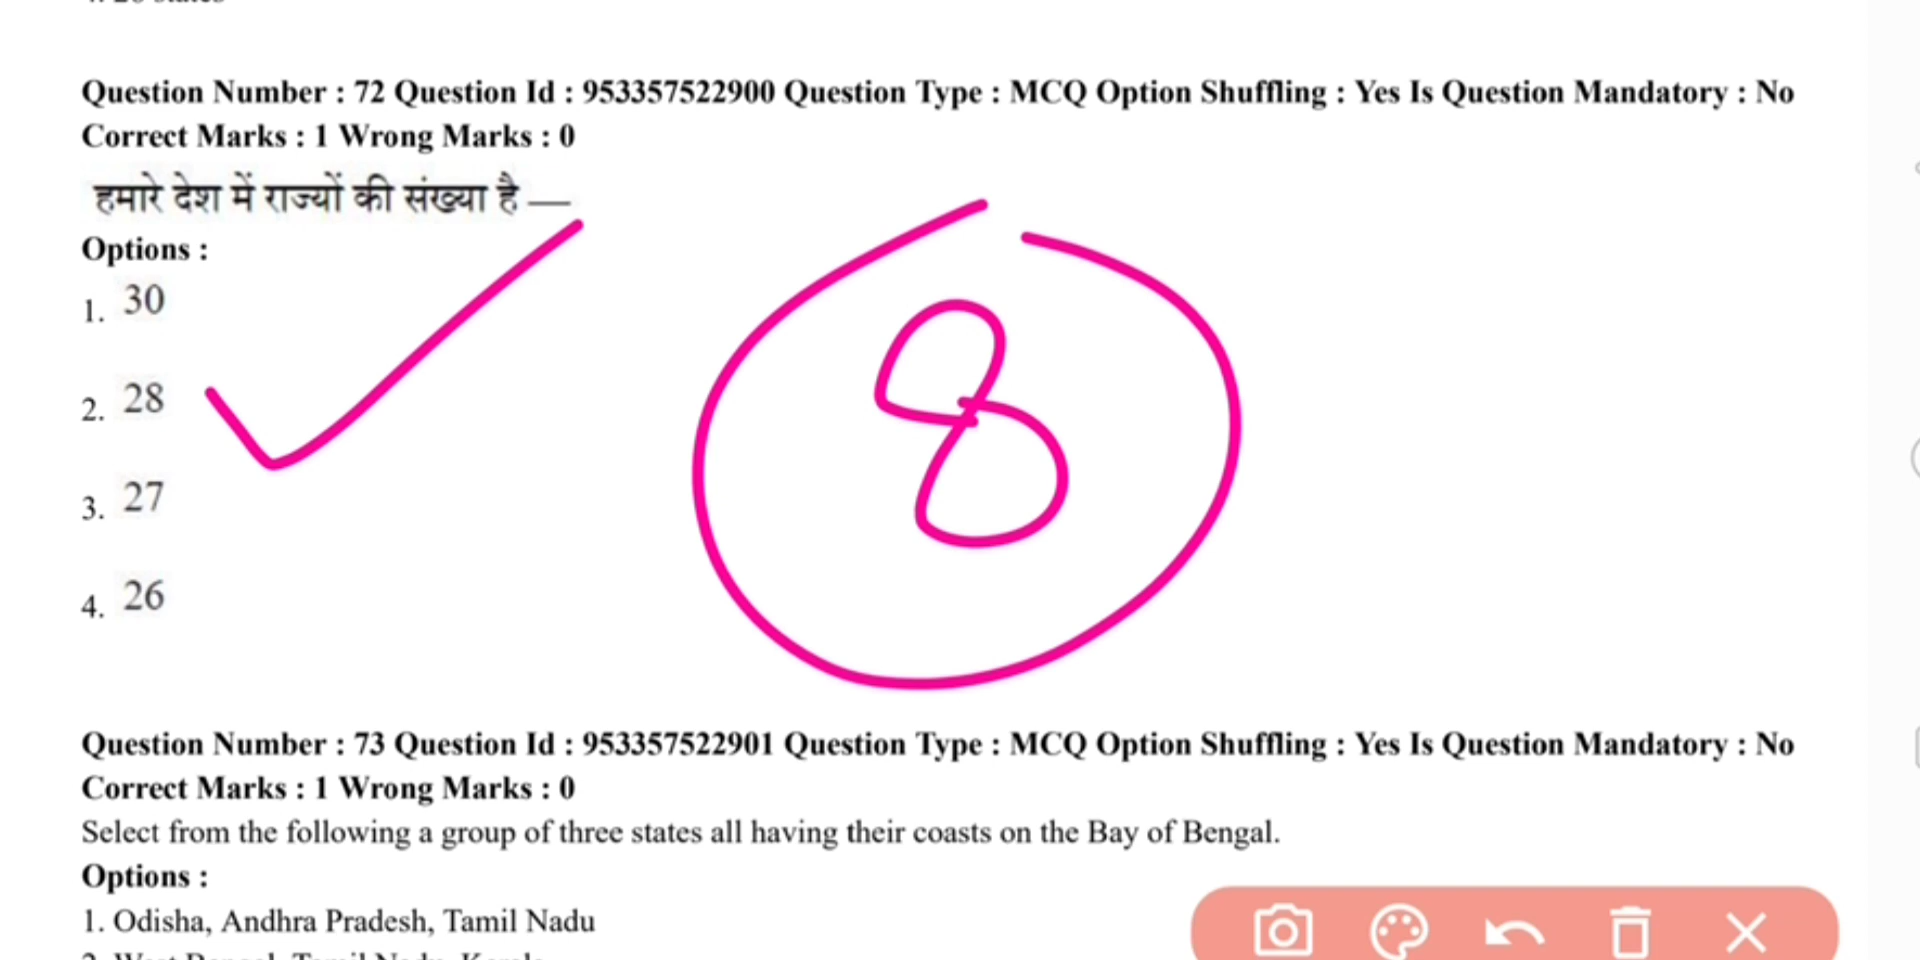 Question Number : 72 Question Id : 953357522900 Question Type : MCQ Option Shuffling : Yes Is Question Mandatory : No
Correct Marks : 1 Wrong Marks : 0
हमारे देश में राज्यों की संख्या है —
Options :
1. 30
2. 28
3. 27
4. 26
8
Question Number : 73 Question Id : 953357522901 Question Type : MCQ Option Shuffling : Yes Is Question Mandatory : No
Correct Marks : 1 Wrong Marks : 0
Select from the following a group of three states all having their coasts on the Bay of Bengal.
Options :
1. Odisha, Andhra Pradesh, Tamil Nadu